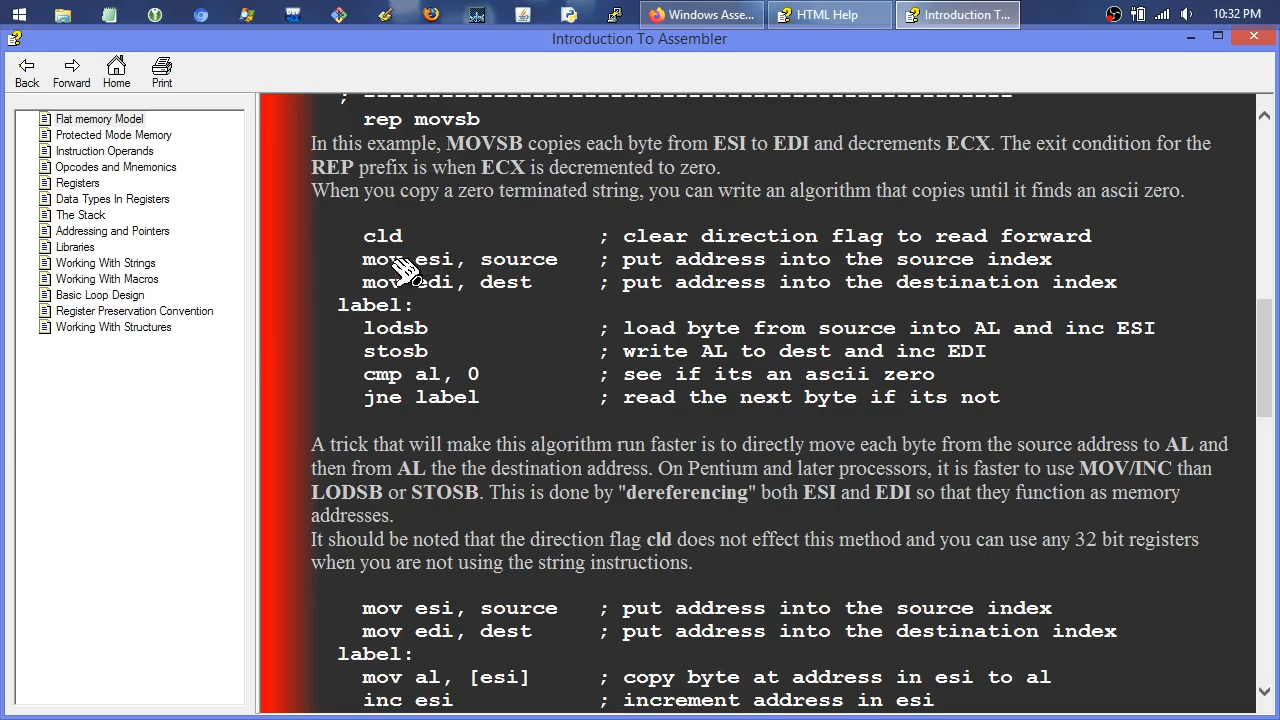 Windows Asse...
HTML Help
Introduction T...
10:32 PM
Introduction To Assembler
Back
Forward
Home
Print
Flat memory Model
Protected Mode Memory
Instruction Operands
Opcodes and Mnemonics
Registers
Data Types In Registers
The Stack
Addressing and Pointers
Libraries
Working With Strings
Working With Macros
Basic Loop Design
Register Preservation Convention
Working With Structures
; --------------------------------------------------
rep movsb
In this example, MOVSB copies each byte from ESI to EDI and decrements ECX. The exit condition for the
REP prefix is when ECX is decremented to zero.
When you copy a zero terminated string, you can write an algorithm that copies until it finds an ascii zero.
cld ; clear direction flag to read forward
mov esi, source ; put address into the source index
mov edi, dest ; put address into the destination index
label:
lodsb ; load byte from source into AL and inc ESI
stosb ; write AL to dest and inc EDI
cmp al, 0 ; see if its an ascii zero
jne label ; read the next byte if its not
A trick that will make this algorithm run faster is to directly move each byte from the source address to AL and
then from AL the the destination address. On Pentium and later processors, it is faster to use MOV/INC than
LODSB or STOSB. This is done by "dereferencing" both ESI and EDI so that they function as memory
addresses.
It should be noted that the direction flag cld does not effect this method and you can use any 32 bit registers
when you are not using the string instructions.
mov esi, source ; put address into the source index
mov edi, dest ; put address into the destination index
label:
mov al, [esi] ; copy byte at address in esi to al
inc esi ; increment address in esi